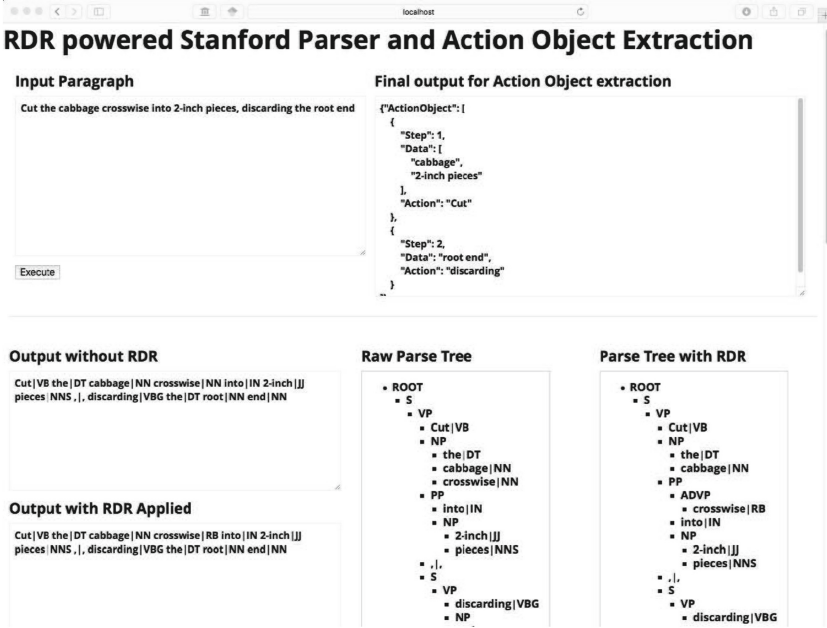 localhost
RDR powered Stanford Parser and Action Object Extraction
Input Paragraph
Cut the cabbage crosswise into 2-inch pieces, discarding the root end
Execute
Final output for Action Object extraction
{"ActionObject": [
{
"Step": 1,
"Data": [
"cabbage",
"2-inch pieces"
],
"Action": "Cut"
},
{
"Step": 2,
"Data": "root end",
"Action": "discarding"
}
Output without RDR
Cut|VB the|DT cabbage|NN crosswise|NN into|IN 2-inch|JJ
pieces|NNS ,|, discarding|VBG the|DT root|NN end|NN
Output with RDR Applied
Cut|VB the|DT cabbage|NN crosswise|RB into|IN 2-inch|JJ
pieces|NNS ,|, discarding|VBG the|DT root|NN end|NN
Raw Parse Tree
• ROOT
▪ S
▪ VP
▪ Cut|VB
▪ NP
▪ the|DT
▪ cabbage|NN
▪ crosswise|NN
▪ PP
▪ into|IN
▪ NP
▪ 2-inch|JJ
▪ pieces|NNS
▪ ,|,
▪ S
▪ VP
▪ discarding|VBG
▪ NP
Parse Tree with RDR
• ROOT
▪ S
▪ VP
▪ Cut|VB
▪ NP
▪ the|DT
▪ cabbage|NN
▪ PP
▪ ADVP
▪ crosswise|RB
▪ into|IN
▪ NP
▪ 2-inch|JJ
▪ pieces|NNS
▪ ,|,
▪ S
▪ VP
▪ discarding|VBG